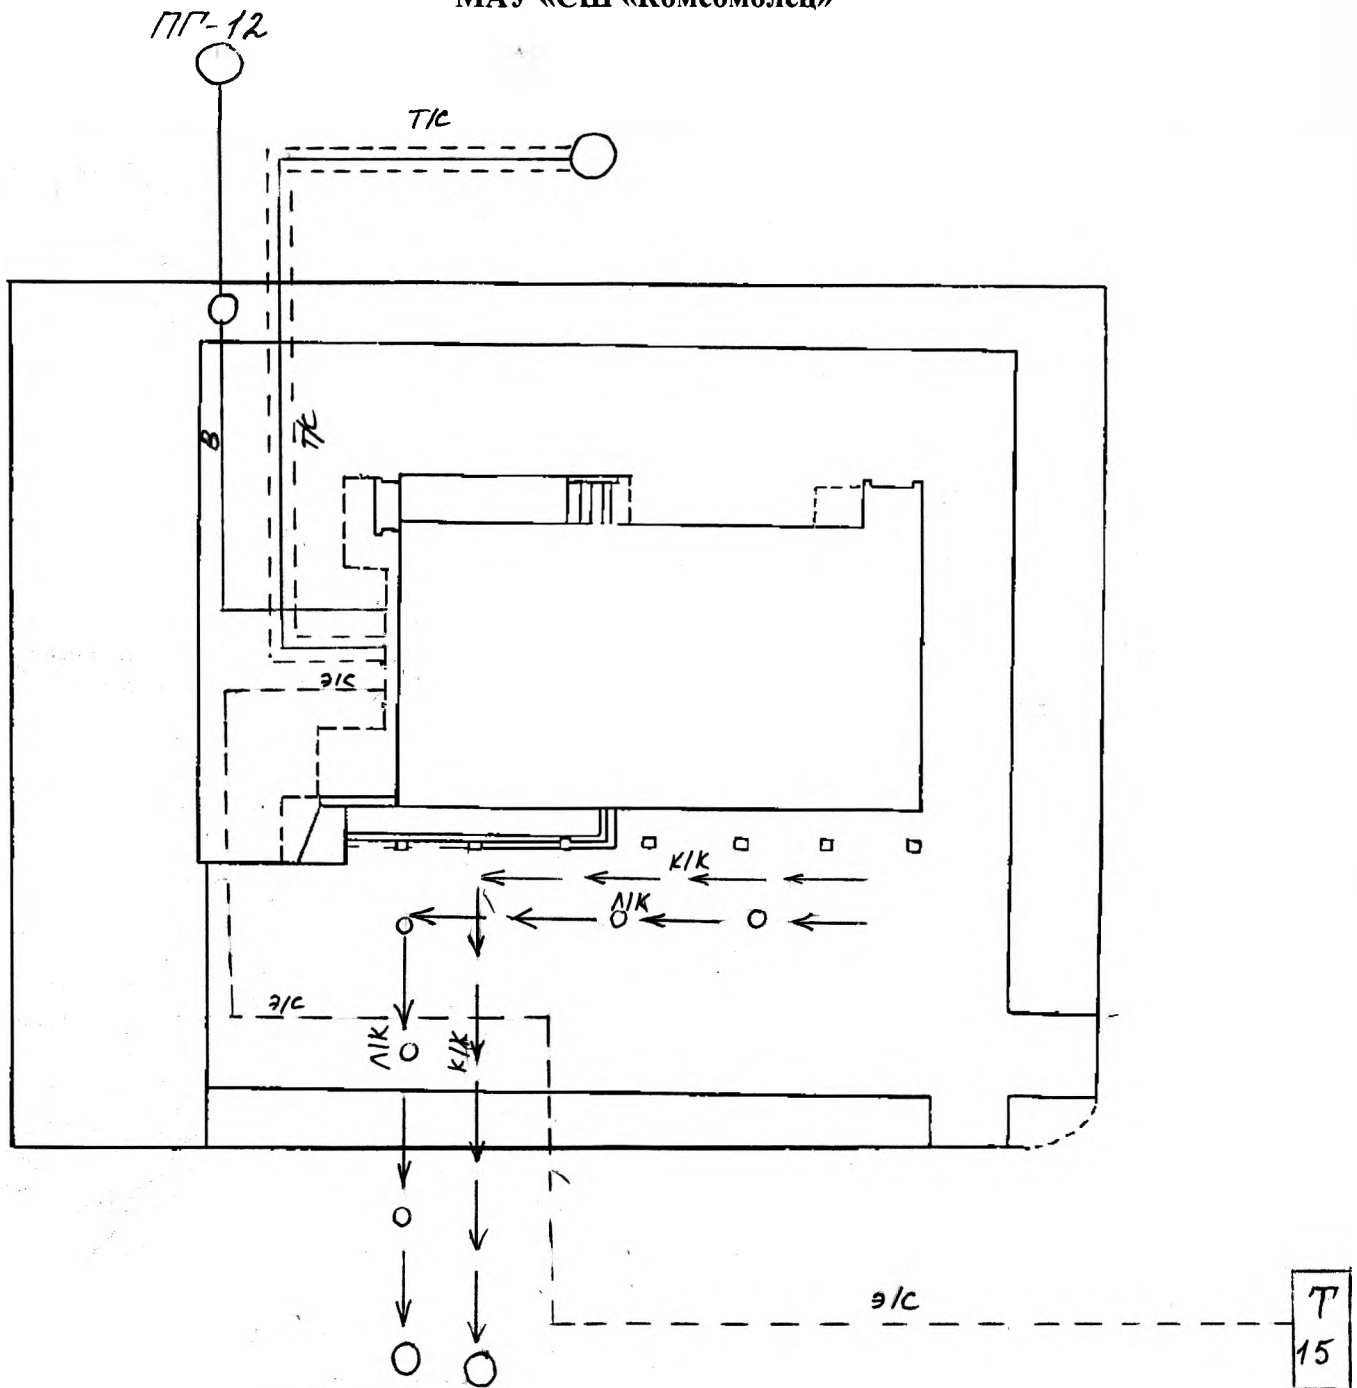 МАУ «СШ «Комсомолец»
ПГ-12
Т/С
В
Т/С
Э/С
К/К
Л/К
Э/С
Л/К
К/К
Э/С
Т
15